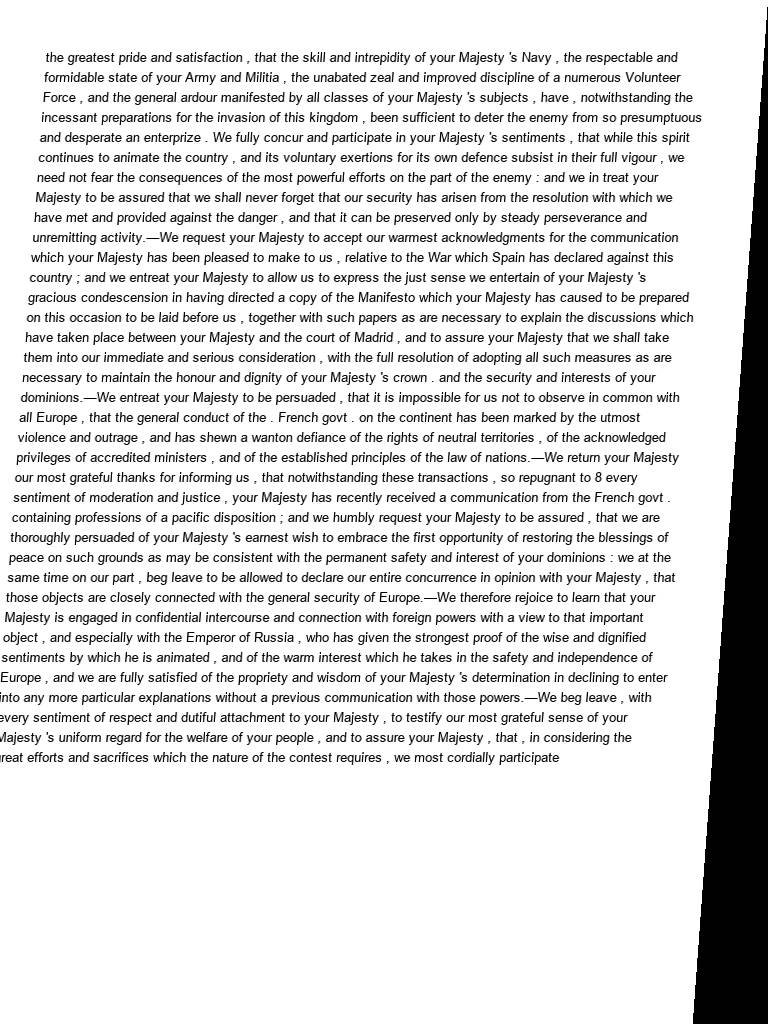 the greatest pride and satisfaction , that the skill and intrepidity of your Majesty 's Navy , the respectable and
formidable state of your Army and Militia , the unabated zeal and improved discipline of a numerous Volunteer
Force , and the general ardour manifested by all classes of your Majesty 's subjects , have , notwithstanding the
incessant preparations for the invasion of this kingdom , been sufficient to deter the enemy from so presumptuous
and desperate an enterprize . We fully concur and participate in your Majesty 's sentiments , that while this spirit
continues to animate the country , and its voluntary exertions for its own defence subsist in their full vigour , we
need not fear the consequences of the most powerful efforts on the part of the enemy : and we in treat your
Majesty to be assured that we shall never forget that our security has arisen from the resolution with which we
have met and provided against the danger , and that it can be preserved only by steady perseverance and
unremitting activity.—We request your Majesty to accept our warmest acknowledgments for the communication
which your Majesty has been pleased to make to us , relative to the War which Spain has declared against this
country ; and we entreat your Majesty to allow us to express the just sense we entertain of your Majesty 's
gracious condescension in having directed a copy of the Manifesto which your Majesty has caused to be prepared
on this occasion to be laid before us , together with such papers as are necessary to explain the discussions which
have taken place between your Majesty and the court of Madrid , and to assure your Majesty that we shall take
them into our immediate and serious consideration , with the full resolution of adopting all such measures as are
necessary to maintain the honour and dignity of your Majesty 's crown . and the security and interests of your
dominions.—We entreat your Majesty to be persuaded , that it is impossible for us not to observe in common with
all Europe , that the general conduct of the . French govt . on the continent has been marked by the utmost
violence and outrage , and has shewn a wanton defiance of the rights of neutral territories , of the acknowledged
privileges of accredited ministers , and of the established principles of the law of nations.—We return your Majesty
our most grateful thanks for informing us , that notwithstanding these transactions , so repugnant to 8 every
sentiment of moderation and justice , your Majesty has recently received a communication from the French govt .
containing professions of a pacific disposition ; and we humbly request your Majesty to be assured , that we are
thoroughly persuaded of your Majesty 's earnest wish to embrace the first opportunity of restoring the blessings of
peace on such grounds as may be consistent with the permanent safety and interest of your dominions : we at the
same time on our part , beg leave to be allowed to declare our entire concurrence in opinion with your Majesty , that
those objects are closely connected with the general security of Europe.—We therefore rejoice to learn that your
Majesty is engaged in confidential intercourse and connection with foreign powers with a view to that important
object , and especially with the Emperor of Russia , who has given the strongest proof of the wise and dignified
sentiments by which he is animated , and of the warm interest which he takes in the safety and independence of
Europe , and we are fully satisfied of the propriety and wisdom of your Majesty 's determination in declining to enter
into any more particular explanations without a previous communication with those powers.—We beg leave , with
every sentiment of respect and dutiful attachment to your Majesty , to testify our most grateful sense of your
Majesty 's uniform regard for the welfare of your people , and to assure your Majesty , that , in considering the
great efforts and sacrifices which the nature of the contest requires , we most cordially participate